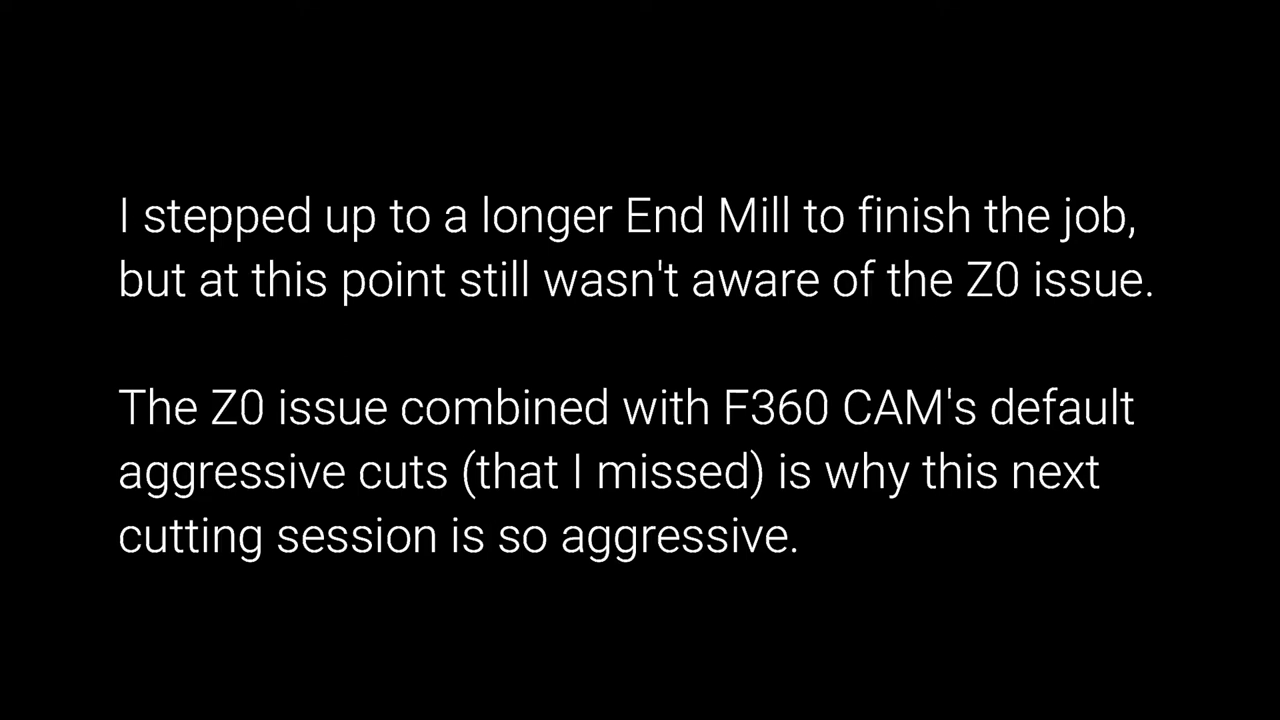 I stepped up to a longer End Mill to finish the job,
but at this point still wasn't aware of the Z0 issue.
The Z0 issue combined with F360 CAM's default
aggressive cuts (that I missed) is why this next
cutting session is so aggressive.